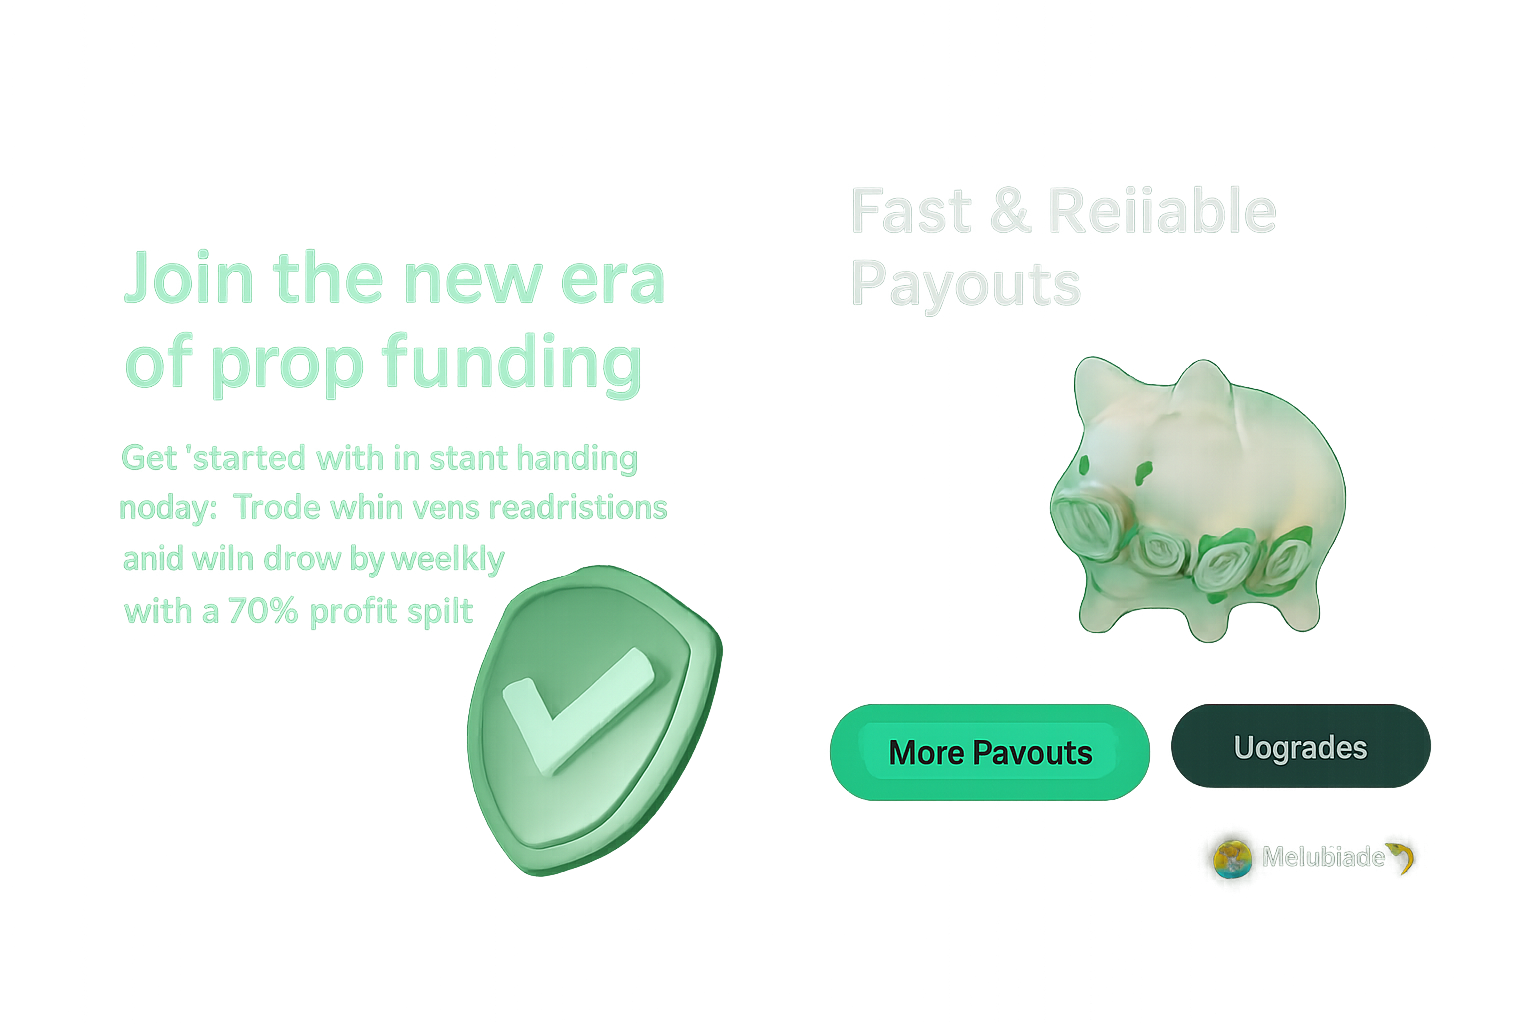 Join the new era
of prop funding
Get 'started with in stant handing
noday: Trode whin vens readristions
anid wiln drow by weelkly
with a 70% profit spilt
Fast & Reiiable
Payouts
More Pavouts
Uogrades
Melubiade